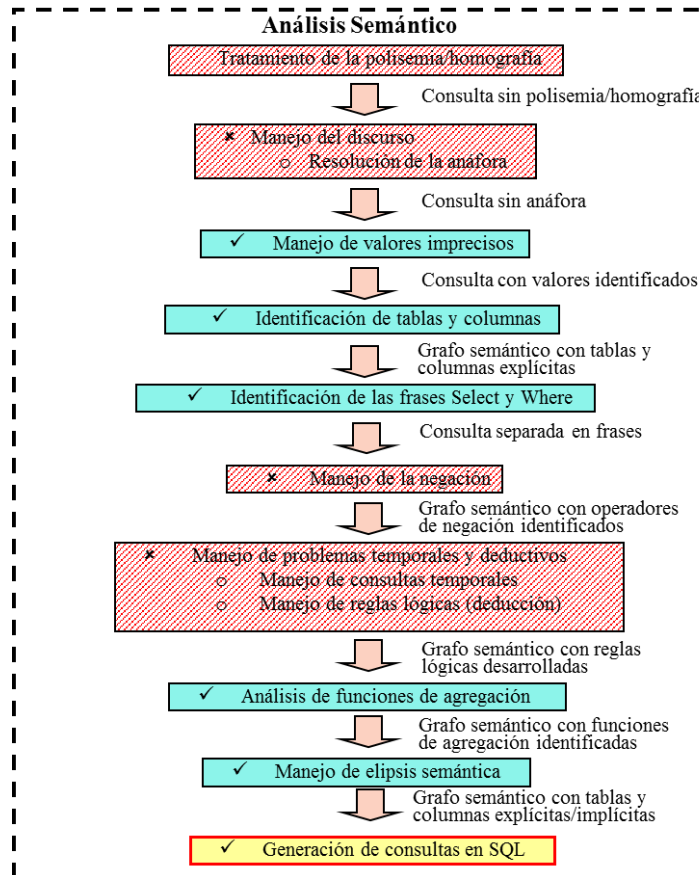 Análisis Semántico
Tratamiento de la polisemia/homografía
Consulta sin polisemia/homografía
× Manejo del discurso
o Resolución de la anáfora
Consulta sin anáfora
✓ Manejo de valores imprecisos
Consulta con valores identificados
✓ Identificación de tablas y columnas
Grafo semántico con tablas y
columnas explícitas
✓ Identificación de las frases Select y Where
Consulta separada en frases
× Manejo de la negación
Grafo semántico con operadores
de negación identificados
× Manejo de problemas temporales y deductivos
o Manejo de consultas temporales
o Manejo de reglas lógicas (deducción)
Grafo semántico con reglas
lógicas desarrolladas
✓ Análisis de funciones de agregación
Grafo semántico con funciones
de agregación identificadas
✓ Manejo de elipsis semántica
Grafo semántico con tablas y
columnas explícitas/implícitas
✓ Generación de consultas en SQL